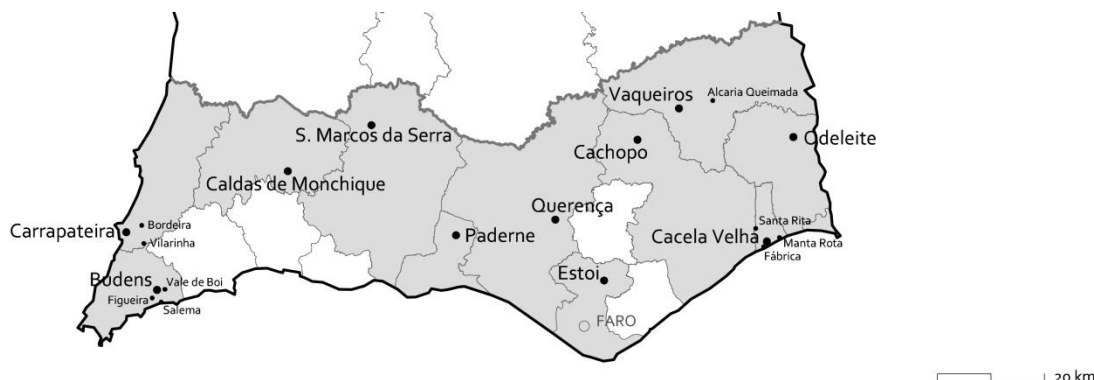 Vaqueiros
Alcaria Queimada
S. Marcos da Serra
Odeleite
Cachopo
Caldas de Monchique
Querença
Santa Rita
Bordeira
Carrapateira
Paderne
Cacela Velha
Manta Rota
Vilarinha
Fábrica
Estoi
Budens
Vale de Boi
Figueira
Salema
FARO
20 km